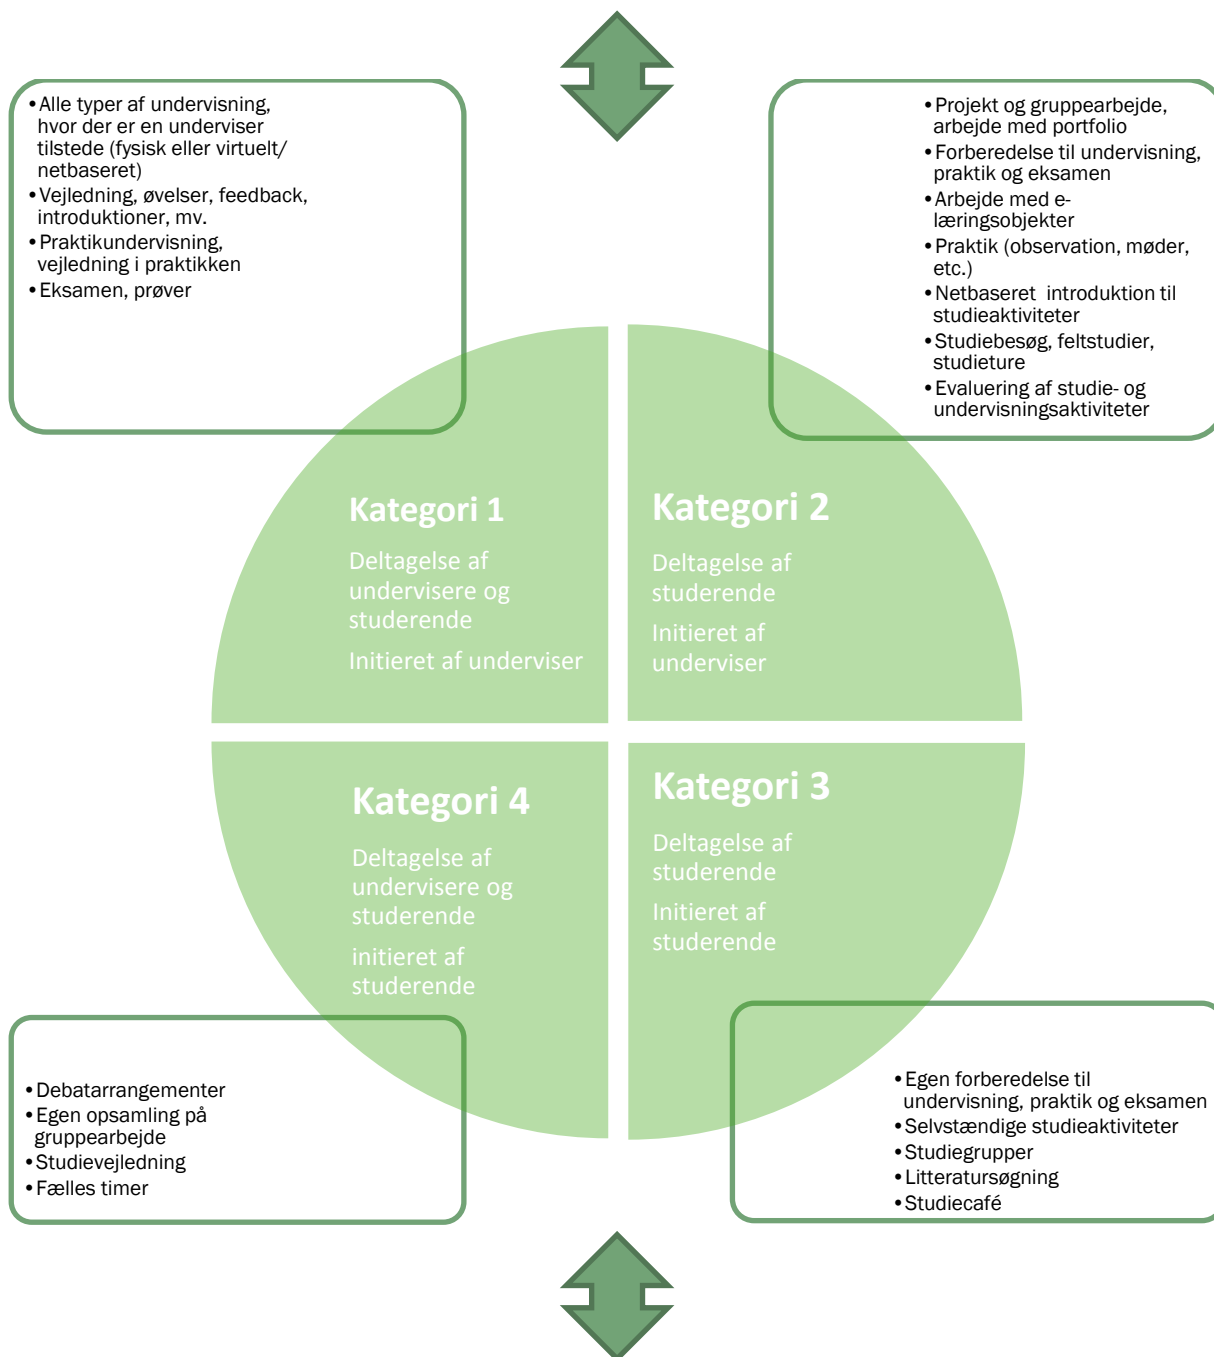 •Alle typer af undervisning,
hvor der er en underviser
tilstede (fysisk eller virtuelt/
netbaseret)
•Vejledning, øvelser, feedback,
introduktioner, mv.
•Praktikundervisning,
vejledning i praktikken
•Eksamen, prøver
•Projekt og gruppearbejde,
arbejde med portfolio
•Forberedelse til undervisning,
praktik og eksamen
•Arbejde med e-
læringsobjekter
•Praktik (observation, møder,
etc.)
•Netbaseret introduktion til
studieaktiviteter
•Studiebesøg, feltstudier,
studieture
•Evaluering af studie- og
undervisningsaktiviteter
Kategori 1
Deltagelse af
undervisere og
studerende
Initieret af underviser
Kategori 2
Deltagelse af
studerende
Initieret af
underviser
Kategori 4
Deltagelse af
undervisere og
studerende
initieret af
studerende
Kategori 3
Deltagelse af
studerende
Initieret af
studerende
•Debatarrangementer
•Egen opsamling på
gruppearbejde
•Studievejledning
•Fælles timer
•Egen forberedelse til
undervisning, praktik og eksamen
•Selvstændige studieaktiviteter
•Studiegrupper
•Litteratursøgning
•Studiecafé